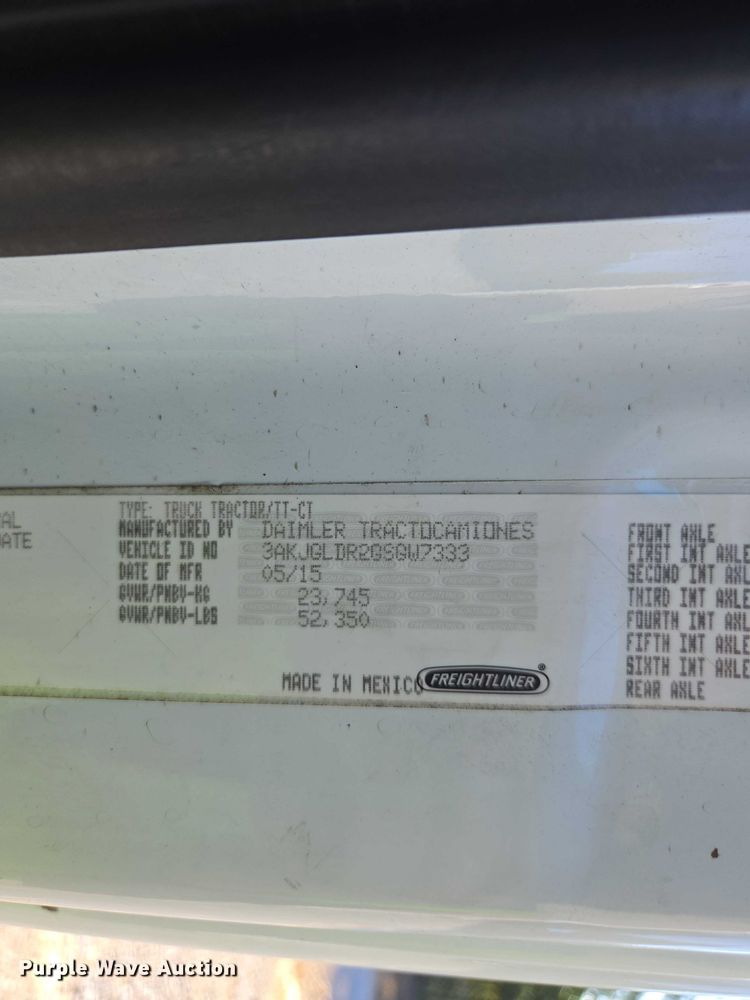 AL
ATE
TYPE: TRUCK TRACTOR/TT-CT
MANUFACTURED BY DAIMLER TRACTOCAMIONES
VEHICLE ID NO 3AKJGLDR2GSGW7333
DATE OF MFR 05/15
GVWR/PNBV-KG 23,745
GVWR/PNBV-LBS 52,350
MADE IN MEXICO FREIGHTLINER®
FRONT AXLE
FIRST INT AXLE
SECOND INT AXL
THIRD INT AXLE
FOURTH INT AXL
FIFTH INT AXLE
SIXTH INT AXLE
REAR AXLE
Purple Wave Auction